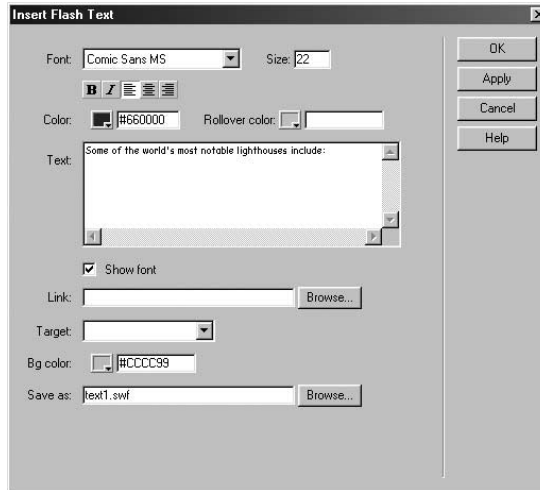 Insert Flash Text
Font: Comic Sans MS Size: 22 OK
B I Apply
Color: #660000 Rollover color: Cancel
Text: Some of the world's most notable lighthouses include: Help
Show font
Link: Browse...
Target:
Bg color: #CCCC99
Save as: text1.swf Browse...